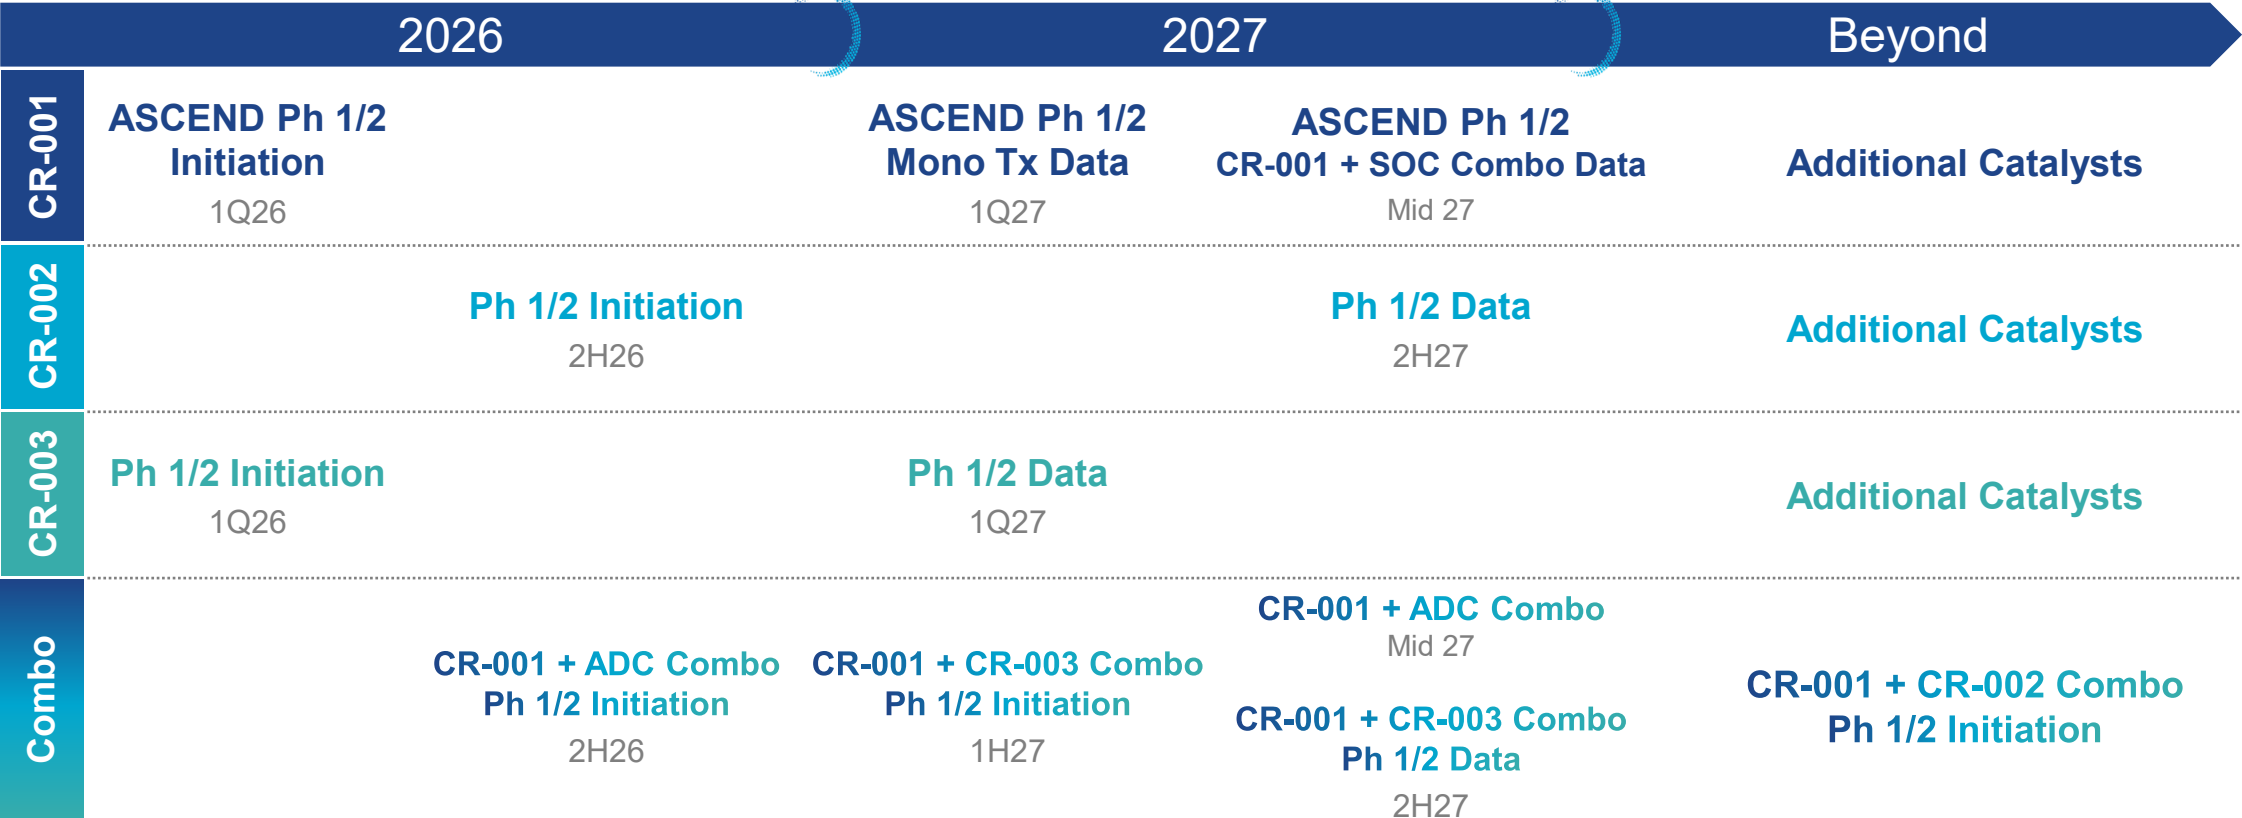 2026
2027
Beyond
CR-001
ASCEND Ph 1/2
Initiation
1Q26
ASCEND Ph 1/2
Mono Tx Data
1Q27
ASCEND Ph 1/2
CR-001 + SOC Combo Data
Mid 27
Additional Catalysts
CR-002
Ph 1/2 Initiation
2H26
Ph 1/2 Data
2H27
Additional Catalysts
CR-003
Ph 1/2 Initiation
1Q26
Ph 1/2 Data
1Q27
Additional Catalysts
Combo
CR-001 + ADC Combo
Ph 1/2 Initiation
2H26
CR-001 + CR-003 Combo
Ph 1/2 Initiation
1H27
CR-001 + ADC Combo
Mid 27
CR-001 + CR-003 Combo
Ph 1/2 Data
2H27
CR-001 + CR-002 Combo
Ph 1/2 Initiation